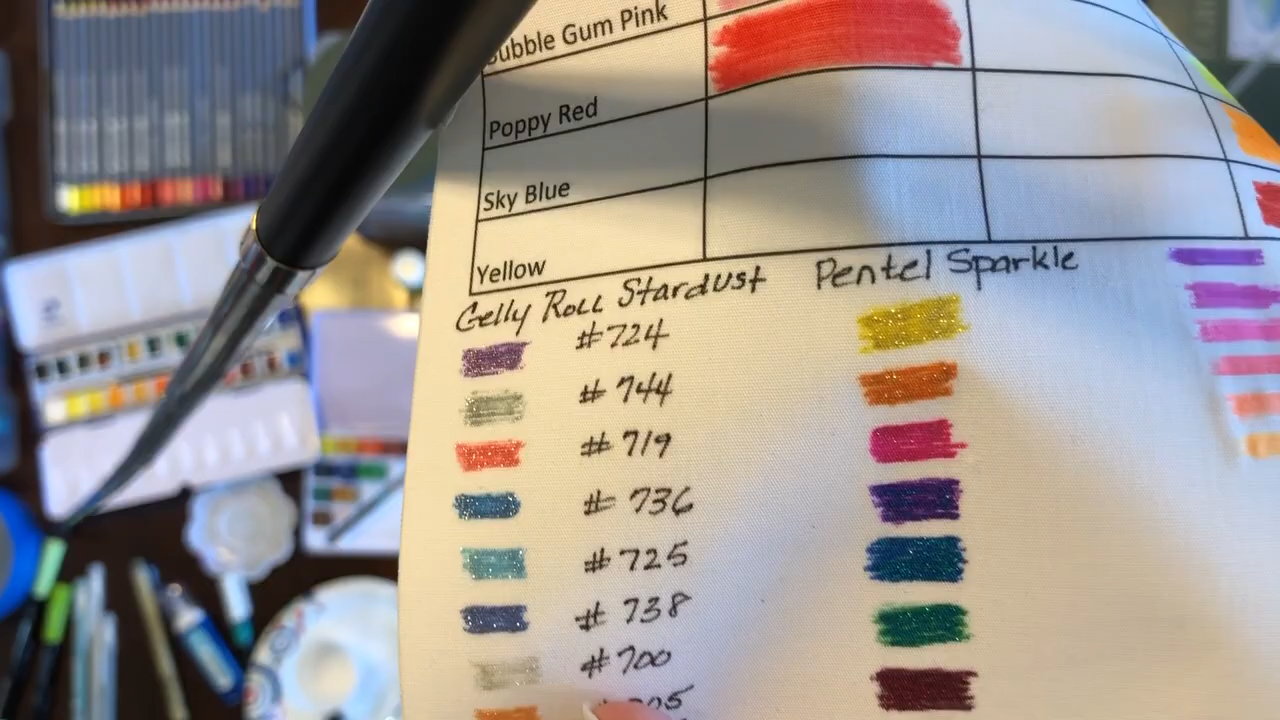 Bubble Gum Pink
Poppy Red
Sky Blue
Yellow
Gelly Roll Stardust
Pentel Sparkle
#724
#744
#719
#736
#725
#738
#700